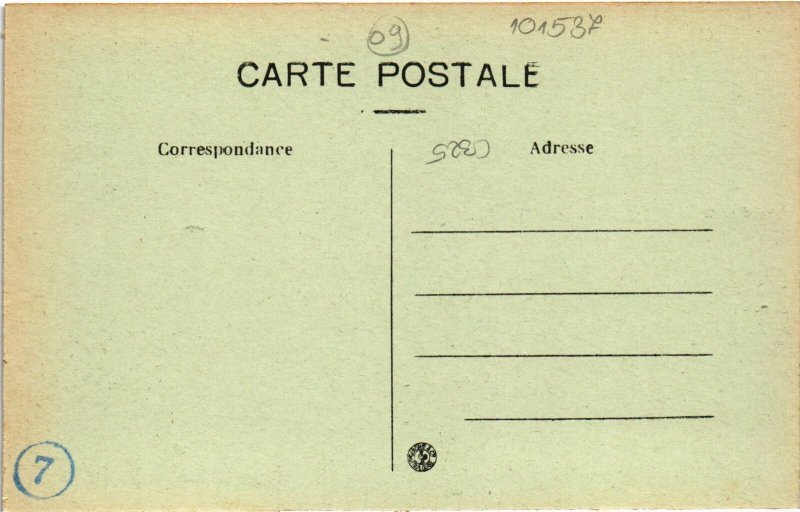 09
101537
CARTE POSTALE
Correspondance
Adresse
7